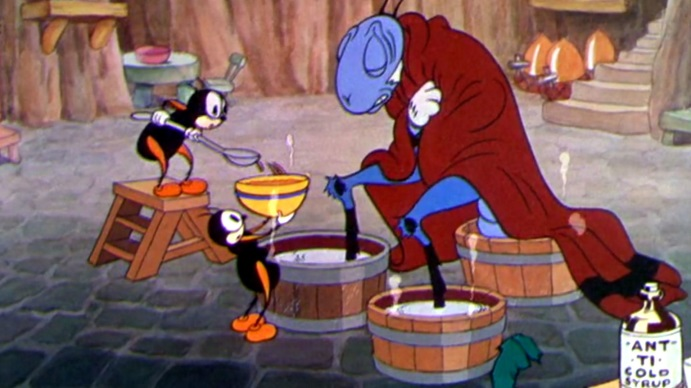 "ANT-
-TI-
COLD
SYRUP